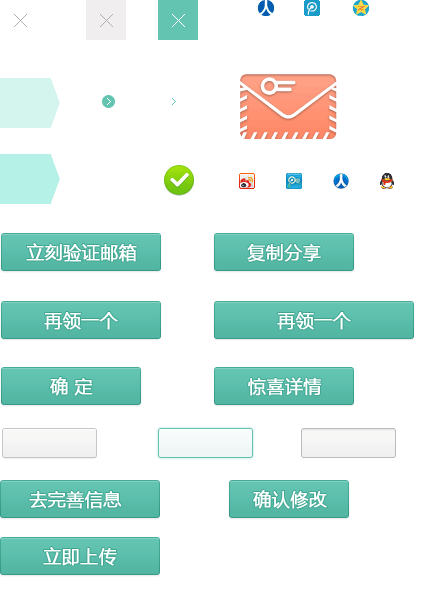 立刻验证邮箱
复制分享
再领一个
再领一个
确 定
惊喜详情
去完善信息
确认修改
立即上传